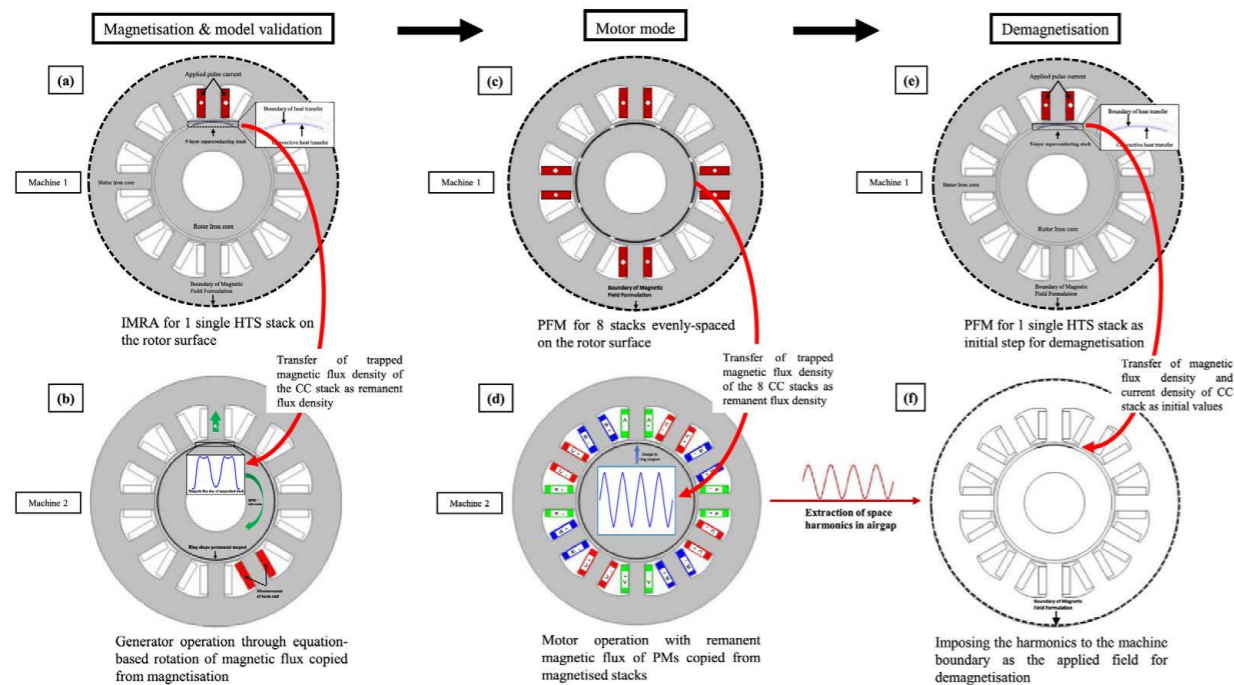 Magnetisation & model validation
Motor mode
Demagnetisation
(a)
Applied pulse current
Boundary of heat transfer
Convective heat transfer
9-layer superconducting stack
Machine 1
Stator Iron core
Rotor Iron core
Boundary of Magnetic
Field Formulation
IMRA for 1 single HTS stack on
the rotor surface
(c)
Machine 1
Boundary of Magnetic
Field Formulation
PFM for 8 stacks evenly-spaced
on the rotor surface
(e)
Applied pulse current
Boundary of heat transfer
Convective heat transfer
9-layer superconducting stack
Machine 1
Stator Iron core
Rotor Iron core
Boundary of Magnetic
Field Formulation
PFM for 1 single HTS stack as
initial step for demagnetisation
Transfer of trapped
magnetic flux density of
the CC stack as remanent
flux density
Transfer of trapped
magnetic flux density
of the 8 CC stacks as
remanent flux density
Transfer of magnetic
flux density and
current density of CC
stack as initial values
(b)
Machine 2
Ring-shape permanent magnet
Measurement
of back-emf
Generator operation through equation-
based rotation of magnetic flux copied
from magnetisation
(d)
Machine 2
Motor operation with remanent
magnetic flux of PMs copied from
magnetised stacks
Extraction of space
harmonics in airgap
(f)
Boundary of Magnetic
Field Formulation
Imposing the harmonics to the machine
boundary as the applied field for
demagnetisation